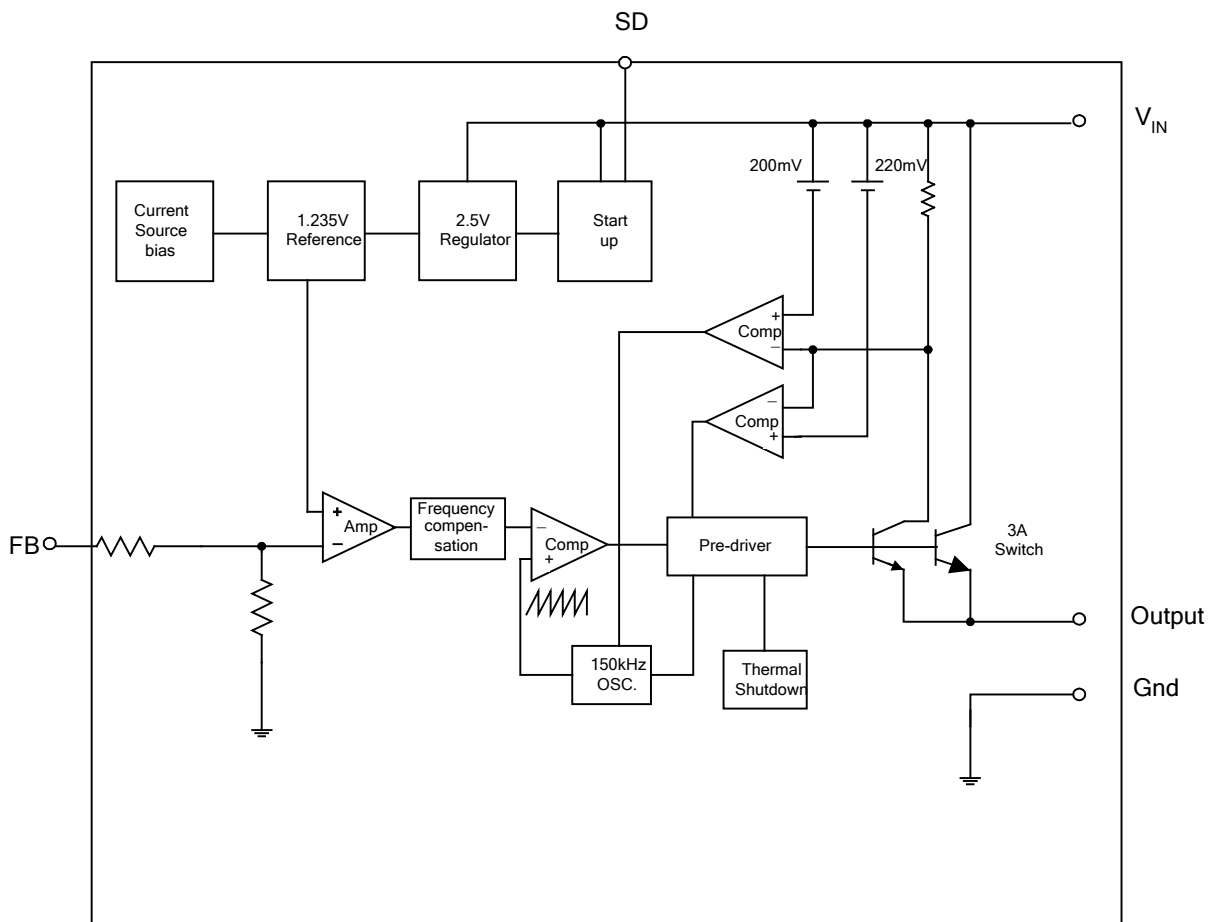 SD
V_IN
200mV
220mV
Current
Source
bias
1.235V
Reference
2.5V
Regulator
Start
up
+
Comp
−
−
Comp
+
FB
+
Amp
−
Frequency
compen-
sation
−
Comp
+
Pre-driver
3A
Switch
150kHz
OSC.
Thermal
Shutdown
Output
Gnd